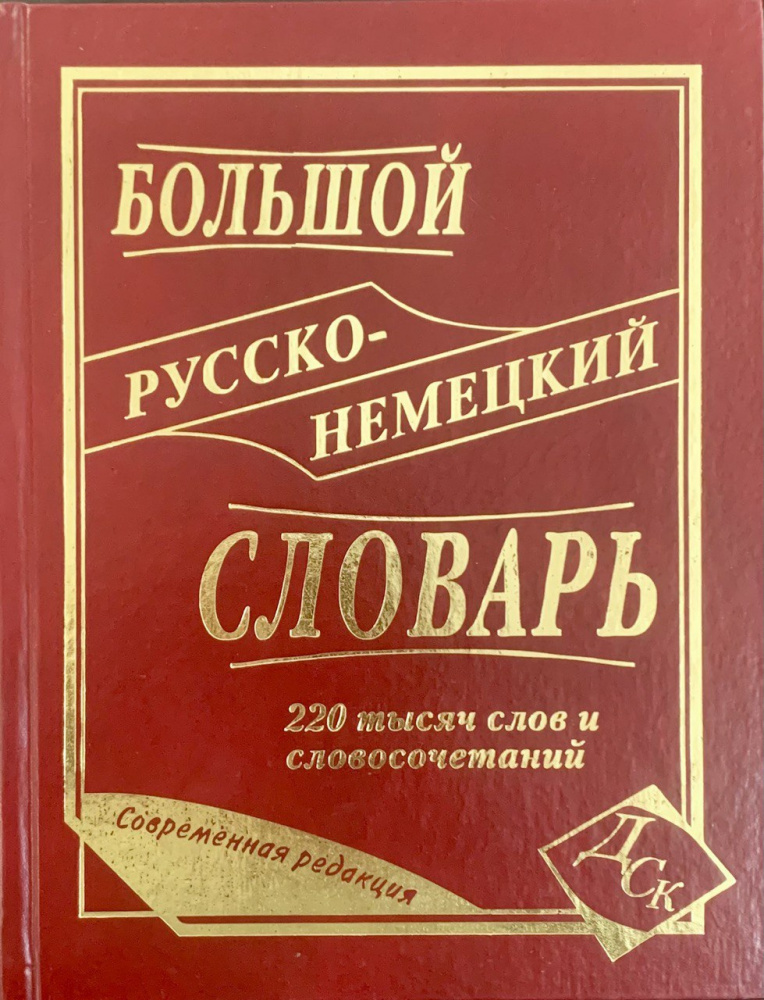 БОЛЬШОЙ
РУССКО-
НЕМЕЦКИЙ
СЛОВАРЬ
220 тысяч слов и
словосочетаний
Современная редакция
ДСК